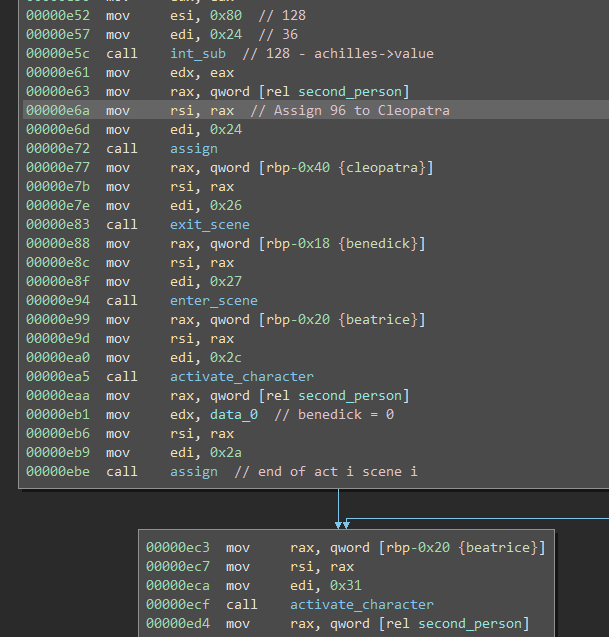 00000e52 mov esi, 0x80 // 128
00000e57 mov edi, 0x24 // 36
00000e5c call int_sub // 128 - achilles->value
00000e61 mov edx, eax
00000e63 mov rax, qword [rel second_person]
00000e6a mov rsi, rax // Assign 96 to Cleopatra
00000e6d mov edi, 0x24
00000e72 call assign
00000e77 mov rax, qword [rbp-0x40 {cleopatra}]
00000e7b mov rsi, rax
00000e7e mov edi, 0x26
00000e83 call exit_scene
00000e88 mov rax, qword [rbp-0x18 {benedick}]
00000e8c mov rsi, rax
00000e8f mov edi, 0x27
00000e94 call enter_scene
00000e99 mov rax, qword [rbp-0x20 {beatrice}]
00000e9d mov rsi, rax
00000ea0 mov edi, 0x2c
00000ea5 call activate_character
00000eaa mov rax, qword [rel second_person]
00000eb1 mov edx, data_0 // benedick = 0
00000eb6 mov rsi, rax
00000eb9 mov edi, 0x2a
00000ebe call assign // end of act i scene i
00000ec3 mov rax, qword [rbp-0x20 {beatrice}]
00000ec7 mov rsi, rax
00000eca mov edi, 0x31
00000ecf call activate_character
00000ed4 mov rax, qword [rel second_person]